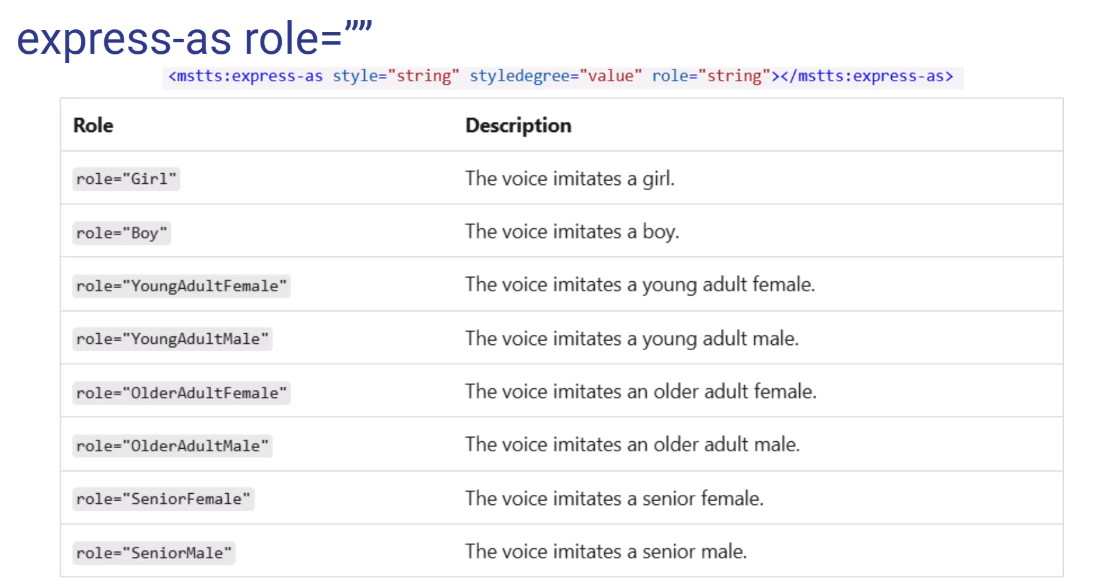 express-as role=””
<mstts:express-as style="string" styledegree="value" role="string"></mstts:express-as>
Role Description
role="Girl" The voice imitates a girl.
role="Boy" The voice imitates a boy.
role="YoungAdultFemale" The voice imitates a young adult female.
role="YoungAdultMale" The voice imitates a young adult male.
role="OlderAdultFemale" The voice imitates an older adult female.
role="OlderAdultMale" The voice imitates an older adult male.
role="SeniorFemale" The voice imitates a senior female.
role="SeniorMale" The voice imitates a senior male.